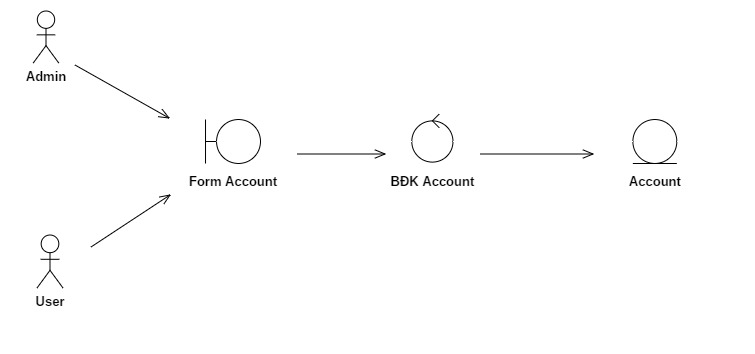 Admin
Form Account
BĐK Account
Account
User